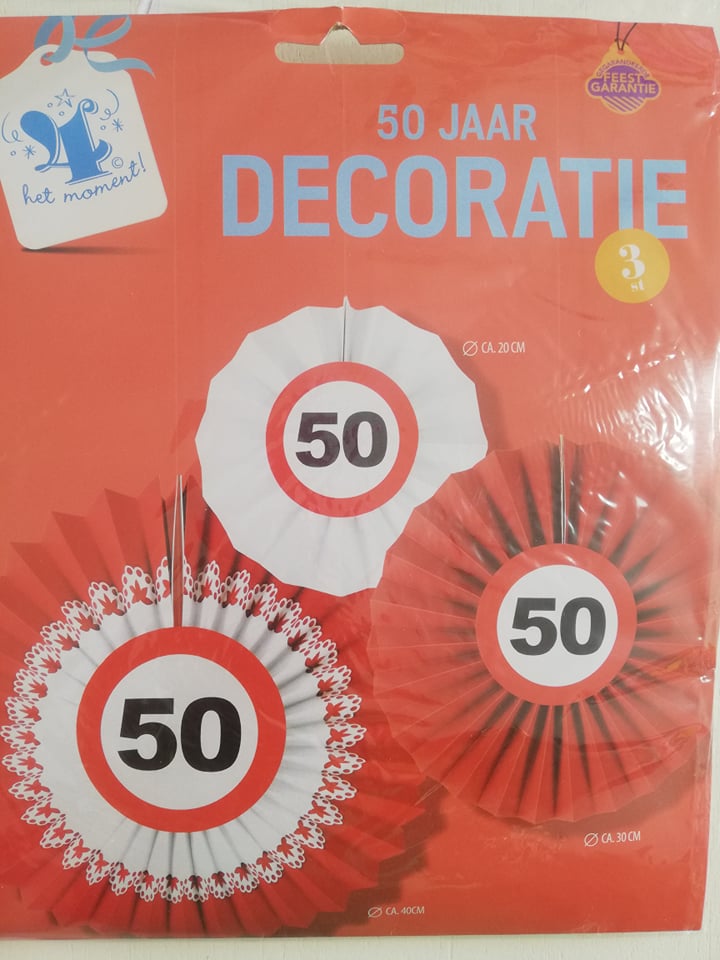 4
©
het moment!
GEGARANDEERDE
FEEST
GARANTIE
50 JAAR
DECORATIE
3
st
Ø CA. 20 CM
50
50
50
Ø CA. 30 CM
Ø CA. 40CM